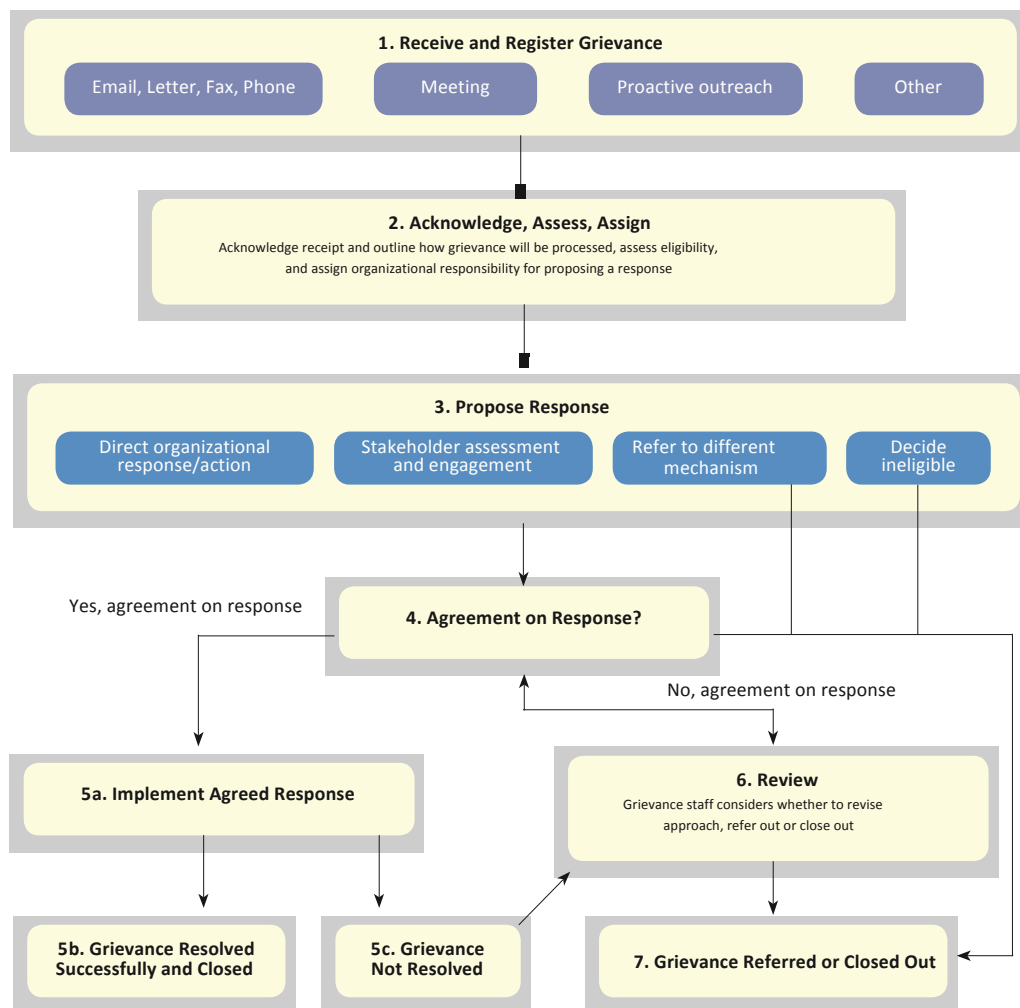 1. Receive and Register Grievance
Email, Letter, Fax, Phone
Meeting
Proactive outreach
Other
2. Acknowledge, Assess, Assign
Acknowledge receipt and outline how grievance will be processed, assess eligibility,
and assign organizational responsibility for proposing a response
3. Propose Response
Direct organizational
response/action
Stakeholder assessment
and engagement
Refer to different
mechanism
Decide
ineligible
Yes, agreement on response
4. Agreement on Response?
No, agreement on response
5a. Implement Agreed Response
6. Review
Grievance staff considers whether to revise
approach, refer out or close out
5b. Grievance Resolved
Successfully and Closed
5c. Grievance
Not Resolved
7. Grievance Referred or Closed Out